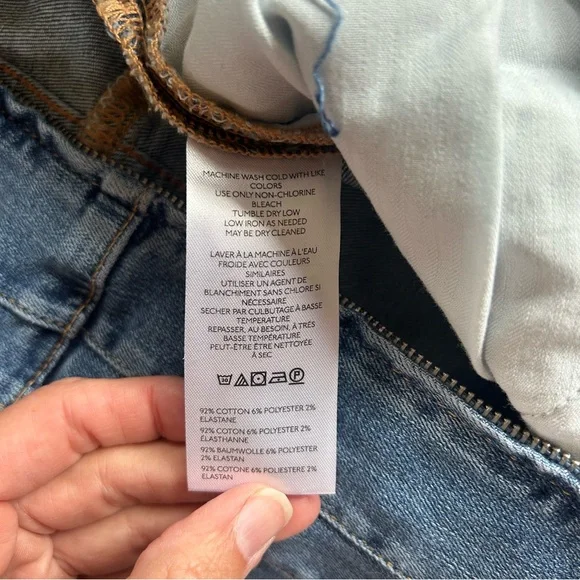 MACHINE WASH COLD WITH LIKE
COLORS
USE ONLY NON-CHLORINE
BLEACH
TUMBLE DRY LOW
LOW IRON AS NEEDED
MAY BE DRY CLEANED
LAVER À LA MACHINE À L'EAU
FROIDE AVEC COULEURS
SIMILAIRES
UTILISER UN AGENT DE
BLANCHIMENT SANS CHLORE SI
NÉCESSAIRE
SECHER PAR CULBUTAGE À BASSE
TEMPERATURE
REPASSER, AU BESOIN, À TRÈS
BASSE TEMPÉRATURE
PEUT-ÊTRE ÊTRE NETTOYÉE
À SEC
30 P
92% COTTON 6% POLYESTER 2%
ELASTANE
92% COTON 6% POLYESTER 2%
ÉLASTHANNE
92% BAUMWOLLE 6% POLYESTER
2% ELASTAN
92% COTONE 6% POLIESTERE 2%
ELASTAN